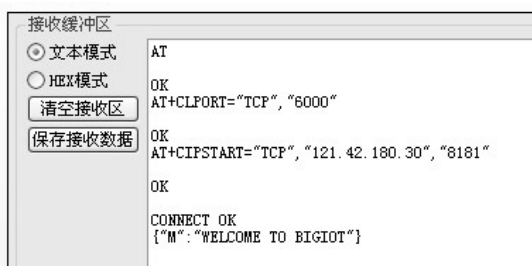 接收缓冲区
文本模式
HEX模式
清空接收区
保存接收数据
AT
OK
AT+CLPORT="TCP","6000"
OK
AT+CIPSTART="TCP","121.42.180.30","8181"
OK
CONNECT OK
{"M":"WELCOME TO BIGIOT"}